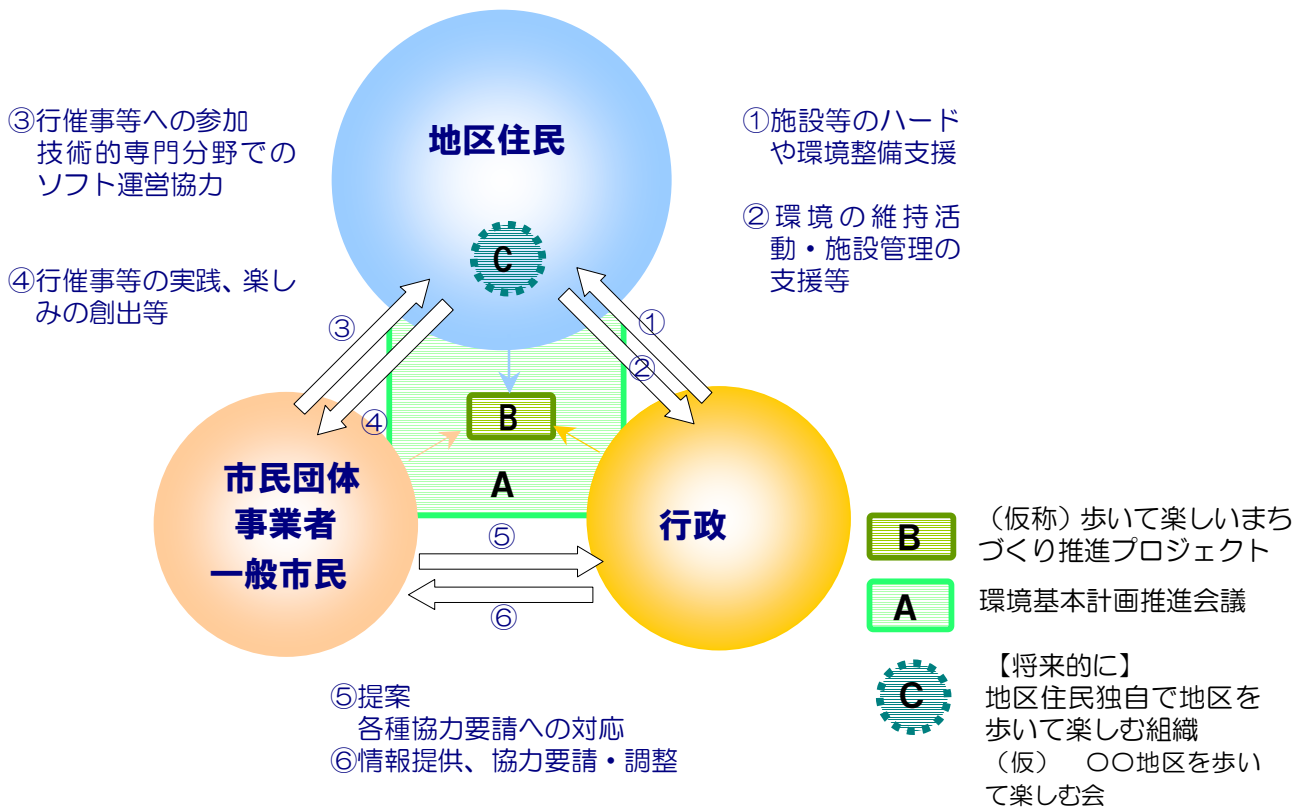 ③行催事等への参加
技術的専門分野での
ソフト運営協力
④行催事等の実践、楽し
みの創出等
地区住民
C
①施設等のハード
や環境整備支援
②環境の維持活
動・施設管理の
支援等
③
④
①
②
B
A
市民団体
事業者
一般市民
行政
⑤
⑥
⑤提案
各種協力要請への対応
⑥情報提供、協力要請・調整
B
（仮称）歩いて楽しいまち
づくり推進プロジェクト
A
環境基本計画推進会議
C
【将来的に】
地区住民独自で地区を
歩いて楽しむ組織
（仮）　〇〇地区を歩い
て楽しむ会